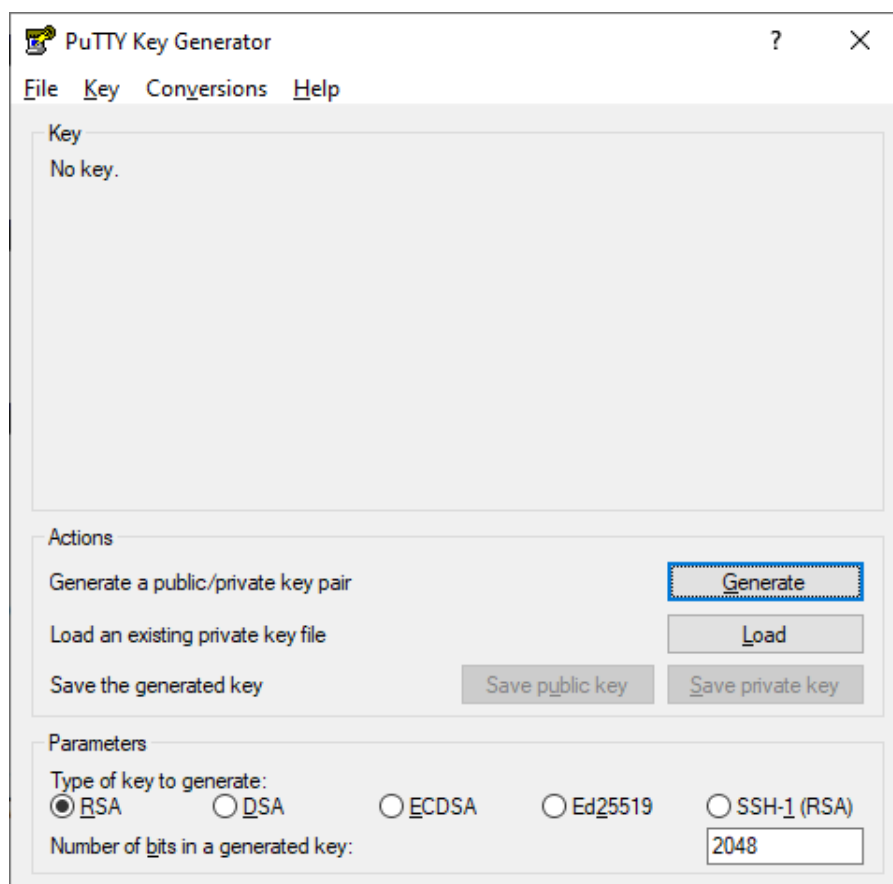 PuTTY Key Generator ?
File Key Conversions Help
Key
No key.
Actions
Generate a public/private key pair Generate
Load an existing private key file Load
Save the generated key Save public key Save private key
Parameters
Type of key to generate:
RSA DSA ECDSA Ed25519 SSH-1 (RSA)
Number of bits in a generated key: 2048